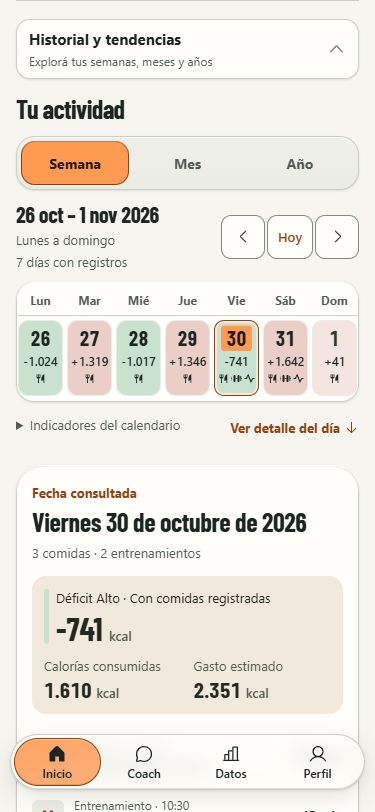 Historial y tendencias
Explorá tus semanas, meses y años
Tu actividad
Semana Mes Año
26 oct – 1 nov 2026
Lunes a domingo
7 días con registros
Hoy
Lun Mar Mié Jue Vie Sáb Dom
26 27 28 29 30 31 1
-1.024 +1.319 -1.017 +1.346 -741 +1.642 +41
Indicadores del calendario
Ver detalle del día ↓
Fecha consultada
Viernes 30 de octubre de 2026
3 comidas · 2 entrenamientos
Déficit Alto · Con comidas registradas
-741 kcal
Calorías consumidas Gasto estimado
1.610 kcal 2.351 kcal
Inicio Coach Datos Perfil
Entrenamiento · 10:30